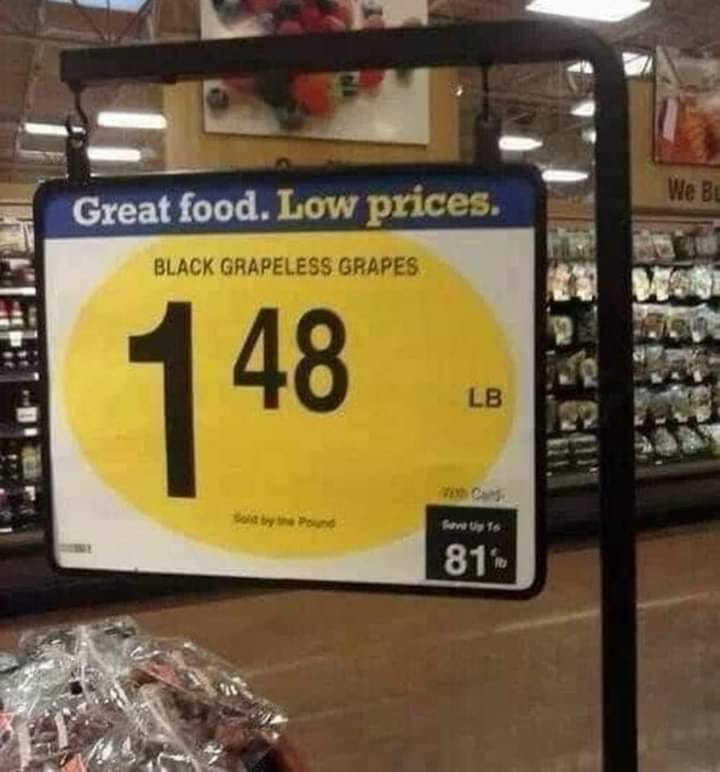 Great food. Low prices.
BLACK GRAPELESS GRAPES
1 48
LB
With Card
Sold by the Pound
Save Up To
81¢ lb
We B